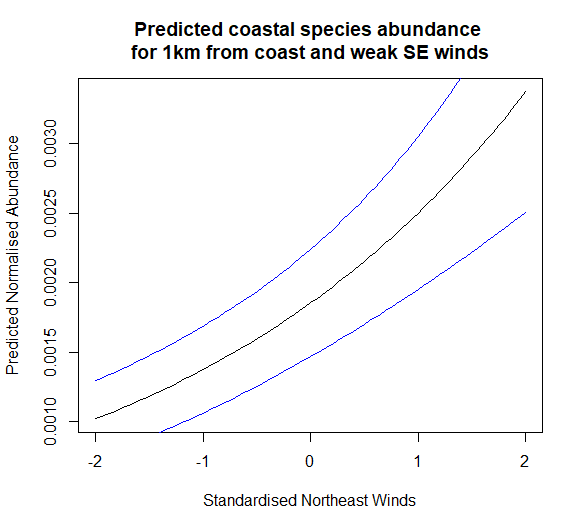 Predicted coastal species abundance
for 1km from coast and weak SE winds
Predicted Normalised Abundance
0.0030
0.0025
0.0020
0.0015
0.0010
-2 -1 0 1 2
Standardised Northeast Winds